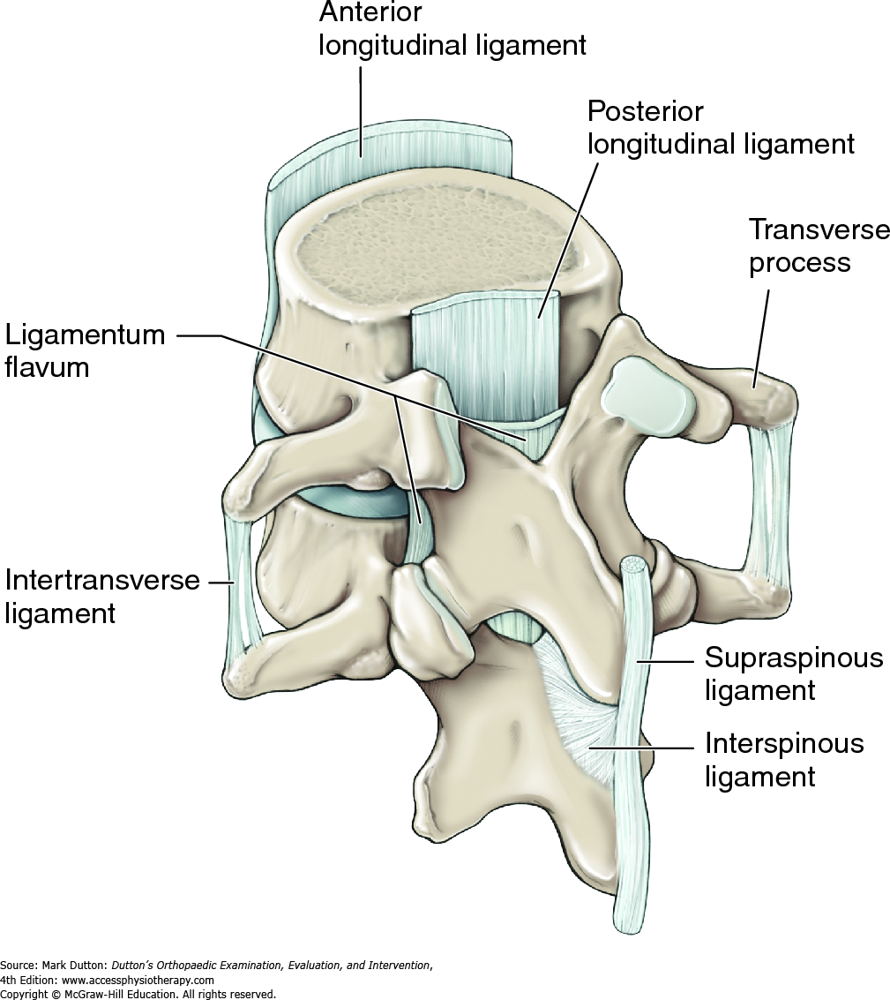 Anterior
longitudinal ligament
Posterior
longitudinal ligament
Transverse
process
Ligamentum
flavum
Intertransverse
ligament
Supraspinous
ligament
Interspinous
ligament
Source: Mark Dutton: Dutton's Orthopaedic Examination, Evaluation, and Intervention,
4th Edition: www.accessphysiotherapy.com
Copyright © McGraw-Hill Education. All rights reserved.